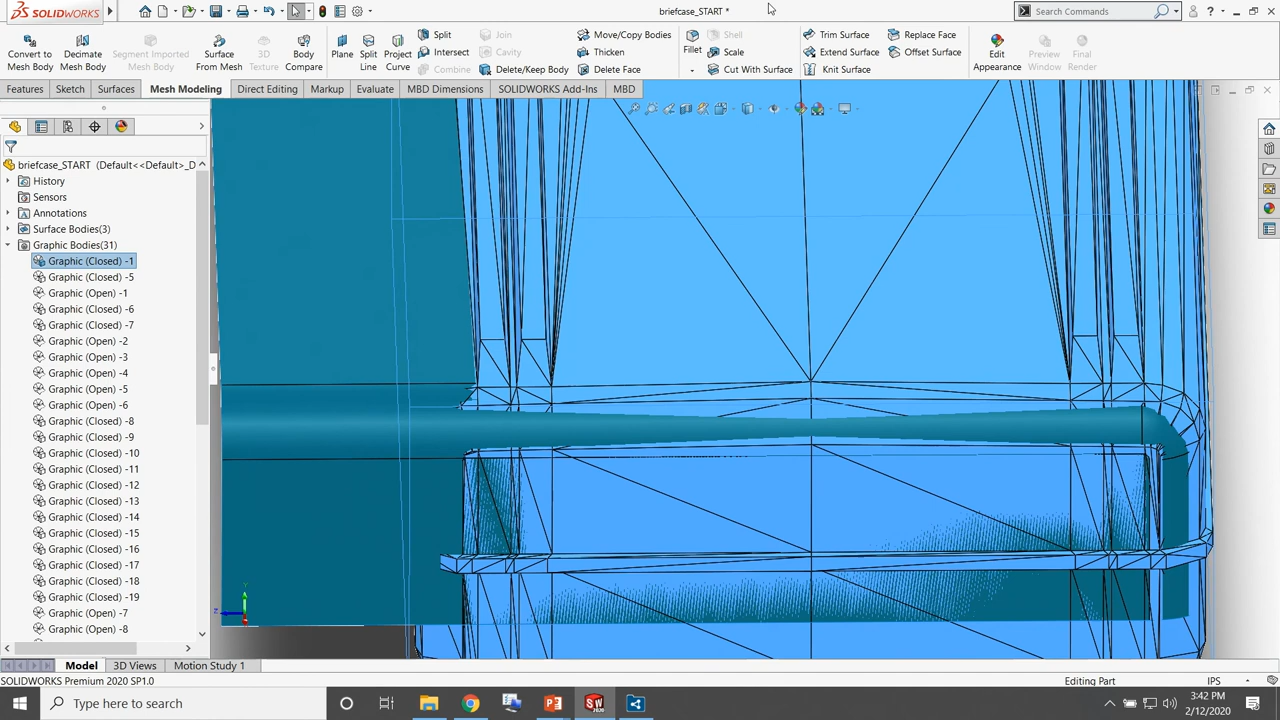 SOLIDWORKS
briefcase_START *
Search Commands
Convert to Mesh Body
Decimate Mesh Body
Segment Imported Mesh Body
Surface From Mesh
3D Texture
Body Compare
Plane
Split Line
Project Curve
Split
Intersect
Combine
Join
Cavity
Delete/Keep Body
Move/Copy Bodies
Thicken
Delete Face
Fillet
Shell
Scale
Cut With Surface
Trim Surface
Extend Surface
Knit Surface
Replace Face
Offset Surface
Edit Appearance
Preview Window
Final Render
Features
Sketch
Surfaces
Mesh Modeling
Direct Editing
Markup
Evaluate
MBD Dimensions
SOLIDWORKS Add-Ins
MBD
briefcase_START (Default<<Default>_D
History
Sensors
Annotations
Surface Bodies(3)
Graphic Bodies(31)
Graphic (Closed) -1
Graphic (Closed) -5
Graphic (Open) -1
Graphic (Closed) -6
Graphic (Closed) -7
Graphic (Open) -2
Graphic (Open) -3
Graphic (Open) -4
Graphic (Open) -5
Graphic (Open) -6
Graphic (Closed) -8
Graphic (Closed) -9
Graphic (Closed) -10
Graphic (Closed) -11
Graphic (Closed) -12
Graphic (Closed) -13
Graphic (Closed) -14
Graphic (Closed) -15
Graphic (Closed) -16
Graphic (Closed) -17
Graphic (Closed) -18
Graphic (Closed) -19
Graphic (Open) -7
Graphic (Open) -8
Y
Z
Model
3D Views
Motion Study 1
SOLIDWORKS Premium 2020 SP1.0
Editing Part
IPS
Type here to search
3:42 PM
2/12/2020